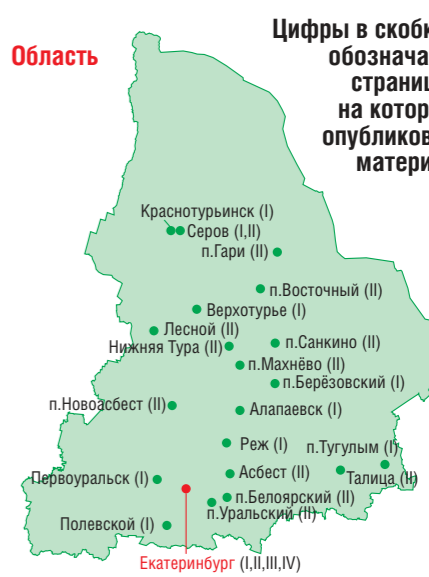 Цифры в скобк
Область
обознача
страниц
на котор
опубликов
матери
Краснотурьинск (I)
Серов (I,II)
п.Гари (II)
п.Восточный (II)
Верхотурье (I)
Лесной (II)
Нижняя Тура (II)
п.Санкино (II)
п.Махнёво (II)
п.Берёзовский (I)
п.Новоасбест (II)
Алапаевск (I)
Реж (I)
п.Тугулым (I)
Первоуральск (I)
Асбест (II)
Талица (II)
п.Белоярский (II)
п.Уральский (II)
Полевской (I)
Екатеринбург (I,II,III,IV)